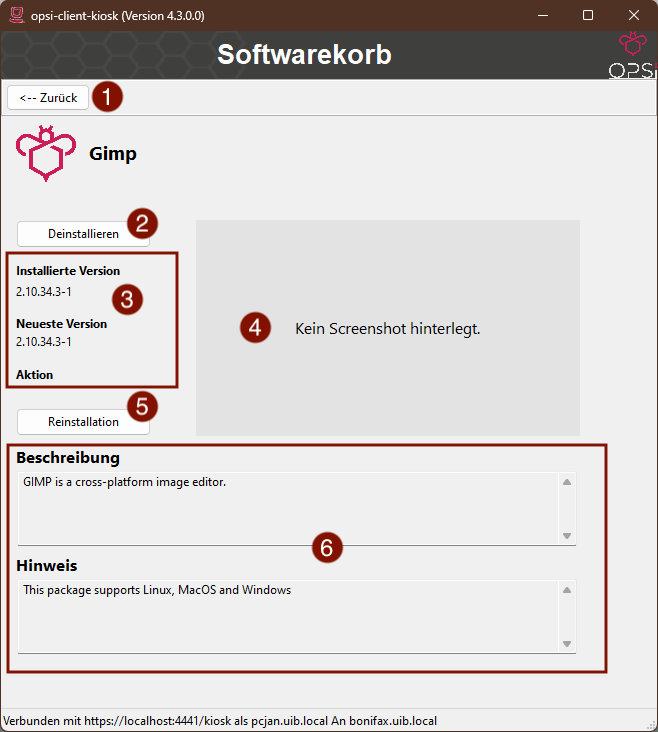 opsi-client-kiosk (Version 4.3.0.0)
Softwarekorb
OPSi
<-- Zurück
1
Gimp
Deinstallieren
2
Installierte Version
2.10.34.3-1
3
Neueste Version
2.10.34.3-1
Aktion
4
Kein Screenshot hinterlegt.
5
Reinstallation
Beschreibung
GIMP is a cross-platform image editor.
6
Hinweis
This package supports Linux, MacOS and Windows
Verbunden mit https://localhost:4441/kiosk als pcjan.uib.local An bonifax.uib.local